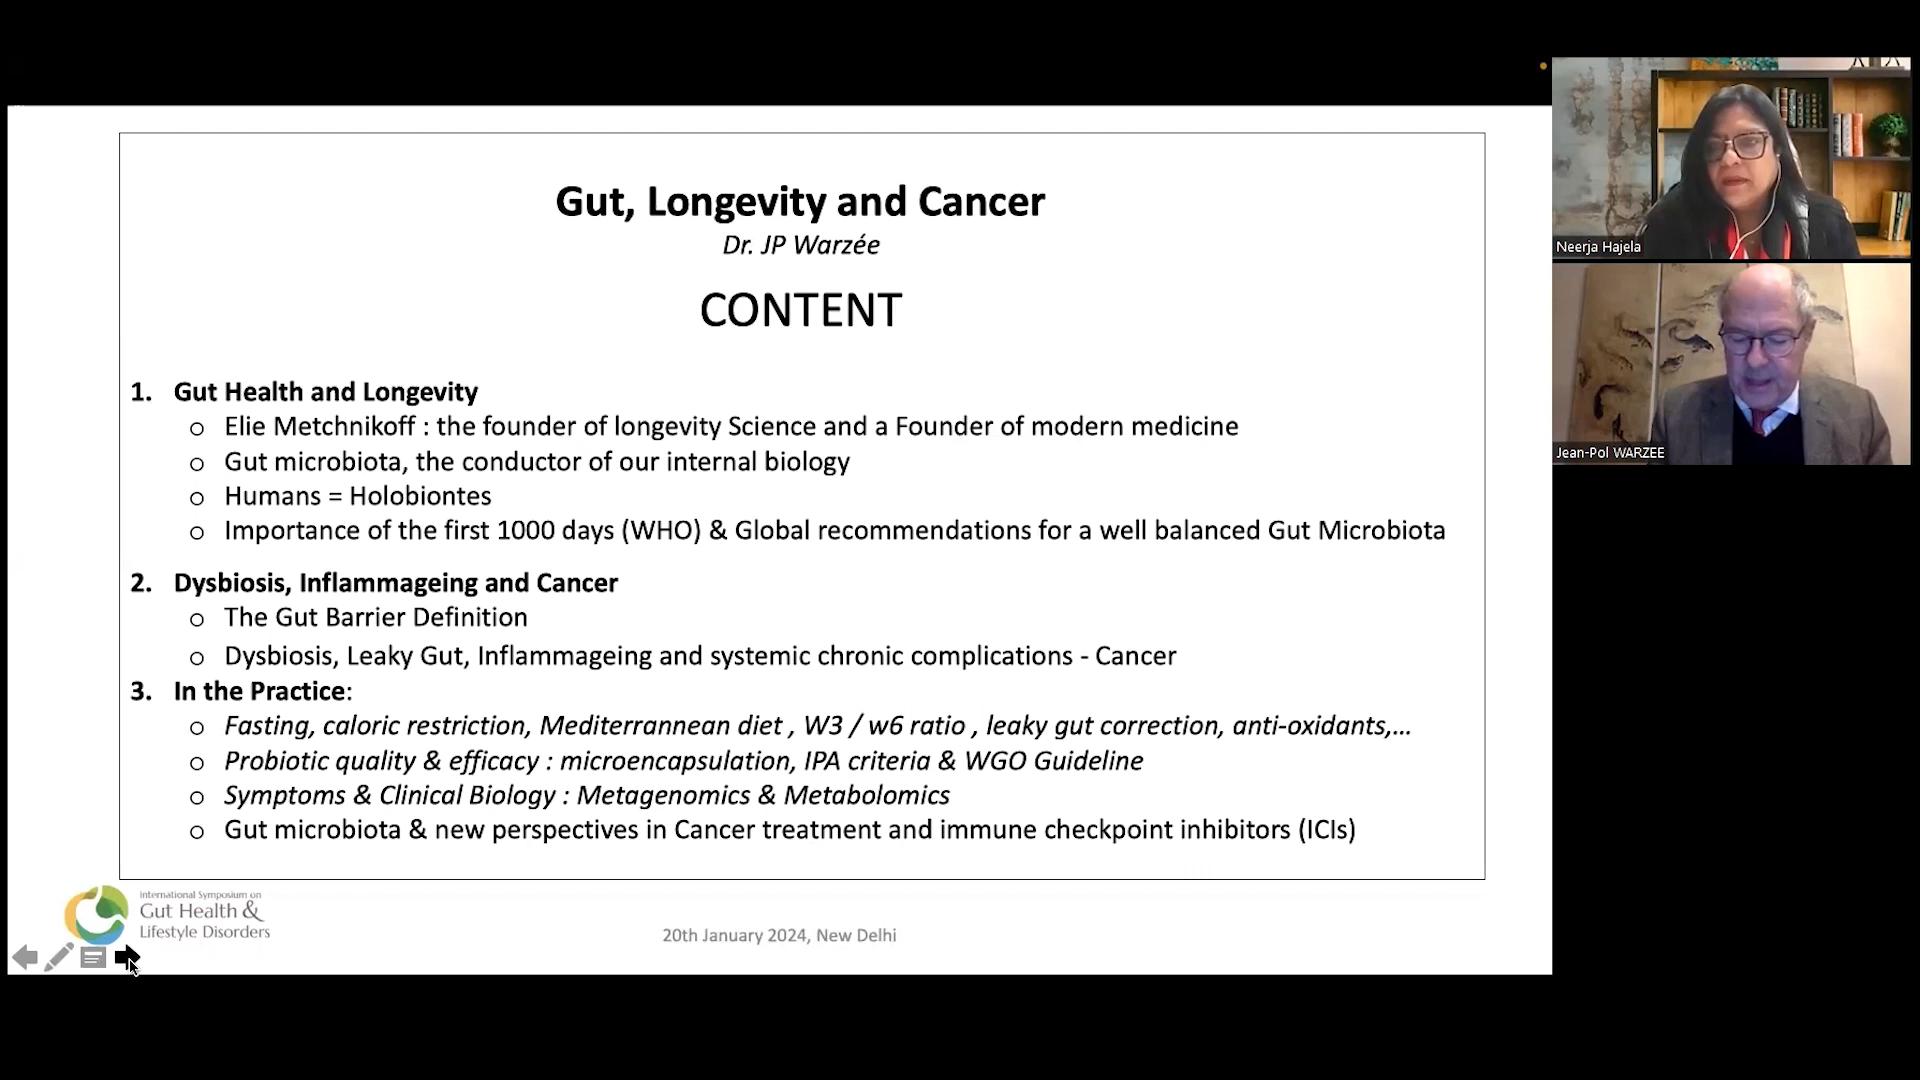 Gut, Longevity and Cancer
Dr. JP Warzée
CONTENT
1. Gut Health and Longevity
o Elie Metchnikoff : the founder of longevity Science and a Founder of modern medicine
o Gut microbiota, the conductor of our internal biology
o Humans = Holobiontes
o Importance of the first 1000 days (WHO) & Global recommendations for a well balanced Gut Microbiota
2. Dysbiosis, Inflammageing and Cancer
o The Gut Barrier Definition
o Dysbiosis, Leaky Gut, Inflammageing and systemic chronic complications - Cancer
3. In the Practice:
o Fasting, caloric restriction, Mediterrannean diet , W3 / w6 ratio , leaky gut correction, anti-oxidants,...
o Probiotic quality & efficacy : microencapsulation, IPA criteria & WGO Guideline
o Symptoms & Clinical Biology : Metagenomics & Metabolomics
o Gut microbiota & new perspectives in Cancer treatment and immune checkpoint inhibitors (ICIs)
International Symposium on
Gut Health &
Lifestyle Disorders
20th January 2024, New Delhi
Neerja Hajela
Jean-Pol WARZEE